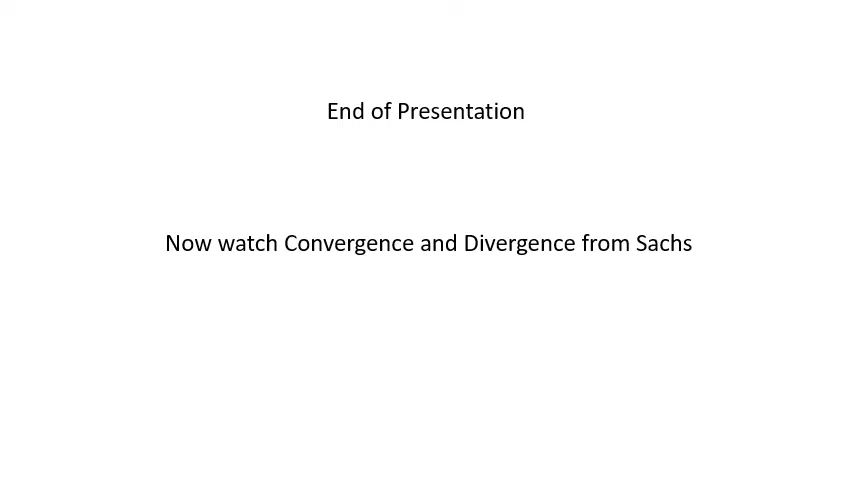 End of Presentation
Now watch Convergence and Divergence from Sachs